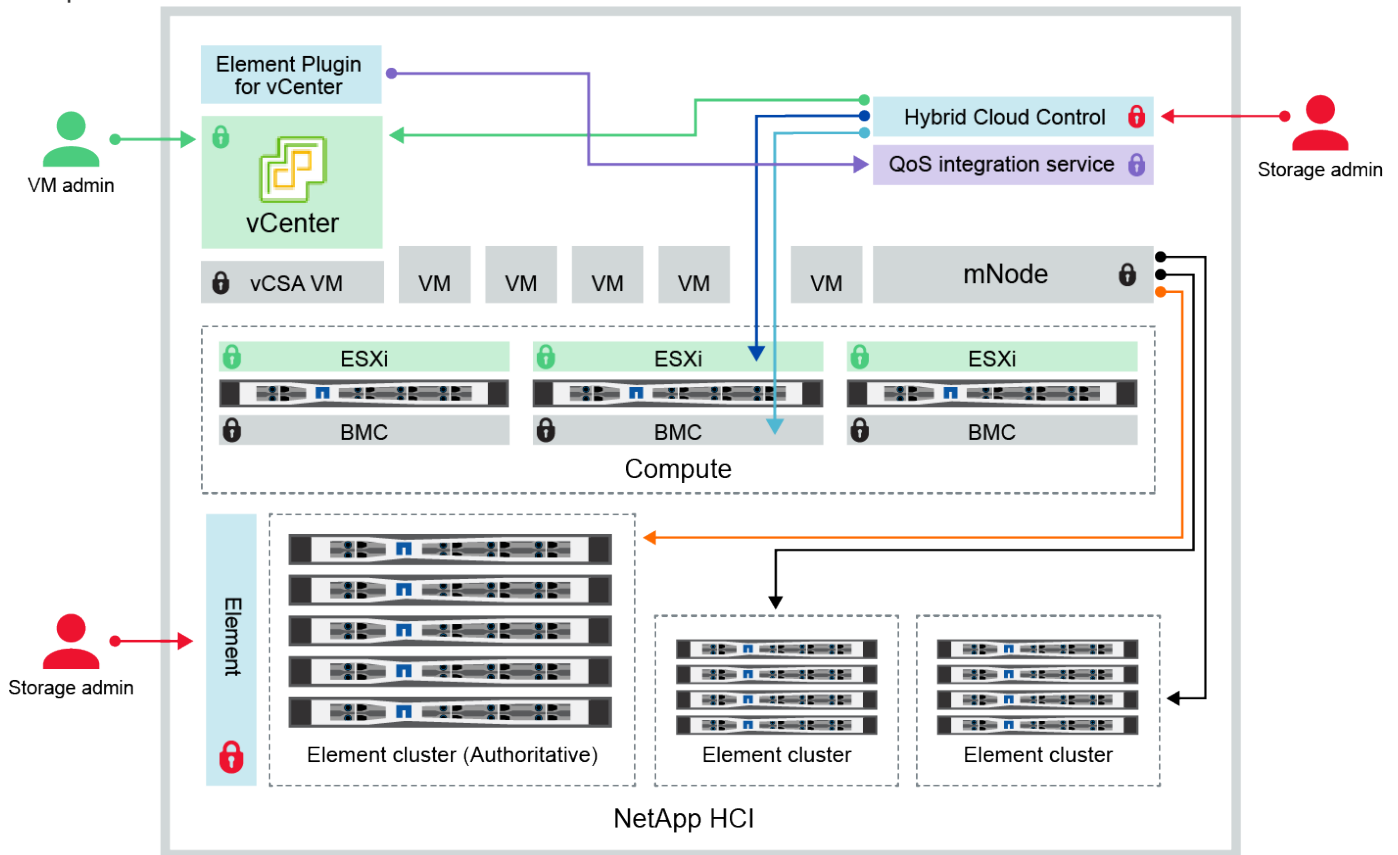 Element Plugin
for vCenter
Hybrid Cloud Control
QoS integration service
VM admin
vCenter
Storage admin
vCSA VM
VM
VM
VM
VM
VM
mNode
ESXi
ESXi
ESXi
BMC
BMC
BMC
Compute
Element
Storage admin
Element cluster (Authoritative)
Element cluster
Element cluster
NetApp HCI